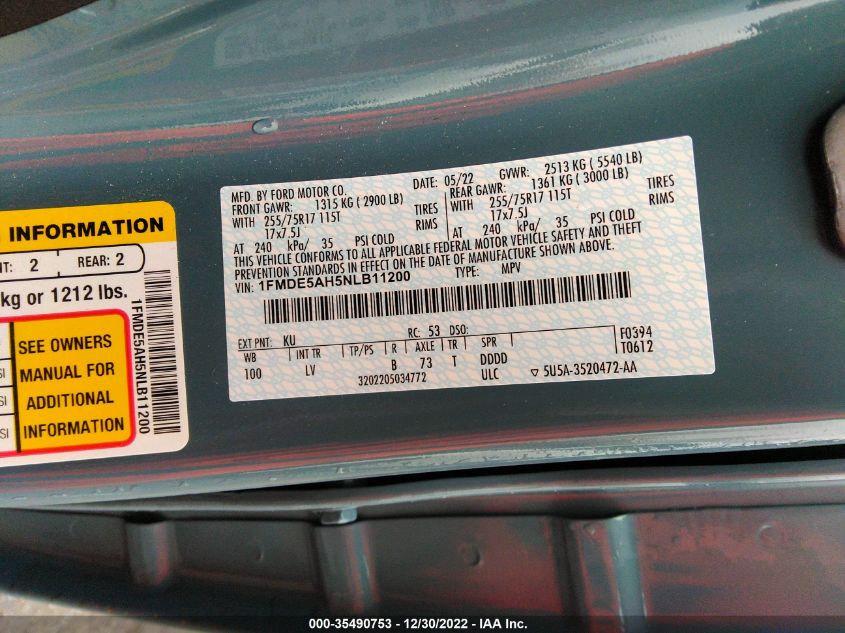 INFORMATION
NT: 2
REAR: 2
kg or 1212 lbs.
SEE OWNERS
MANUAL FOR
ADDITIONAL
INFORMATION
1FMDE5AH5NLB11200
MFD. BY FORD MOTOR CO.
DATE: 05/22
GVWR: 2513 KG ( 5540 LB)
FRONT GAWR: 1315 KG ( 2900 LB)
REAR GAWR: 1361 KG ( 3000 LB)
WITH 255/75R17 115T TIRES
WITH 255/75R17 115T TIRES
17x7.5J RIMS
17x7.5J RIMS
AT 240 kPa/ 35 PSI COLD
AT 240 kPa/ 35 PSI COLD
THIS VEHICLE CONFORMS TO ALL APPLICABLE FEDERAL MOTOR VEHICLE SAFETY AND THEFT
PREVENTION STANDARDS IN EFFECT ON THE DATE OF MANUFACTURE SHOWN ABOVE.
VIN: 1FMDE5AH5NLB11200
TYPE: MPV
EXT PNT: KU
RC: 53 DSO:
WB INT TR TP/PS R AXLE TR SPR
100 LV B 73 T DDDD
F0394
T0612
3202205034772
ULC
▽ 5U5A-3520472-AA
SI
SI
000-35490753 - 12/30/2022 - IAA Inc.